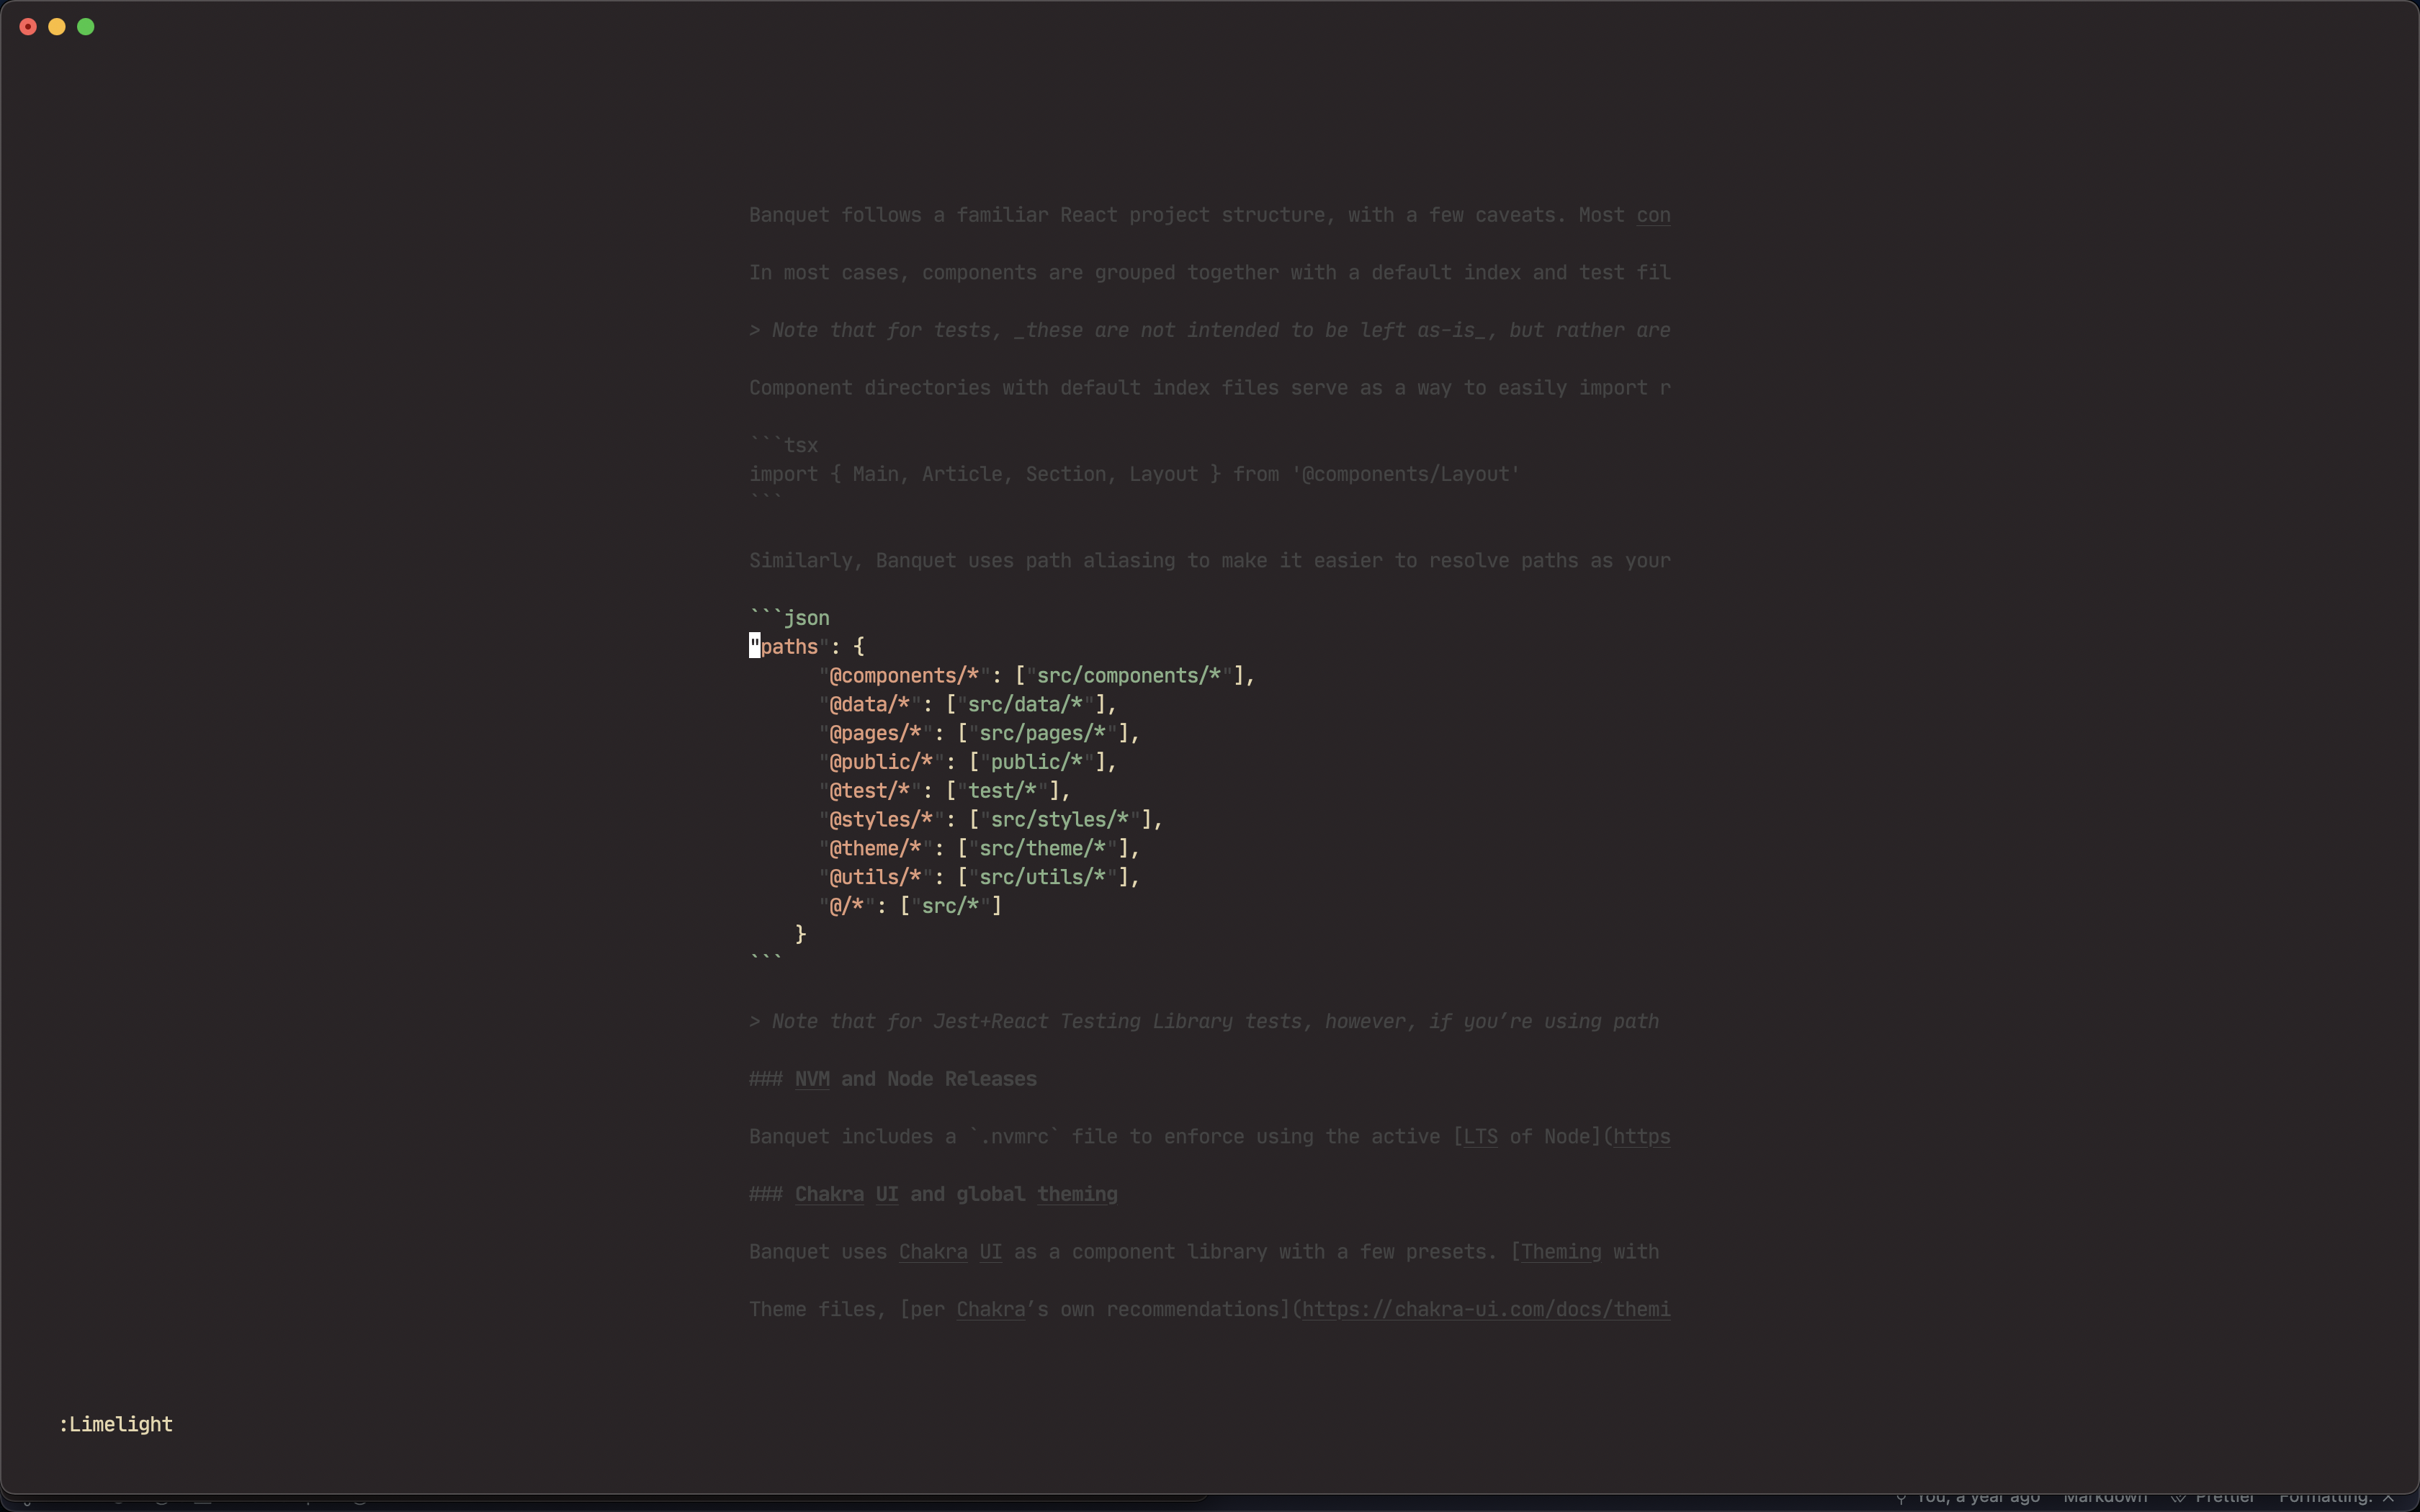 Banquet follows a familiar React project structure, with a few caveats. Most con
In most cases, components are grouped together with a default index and test fil
> Note that for tests, _these are not intended to be left as-is_, but rather are
Component directories with default index files serve as a way to easily import r
```tsx
import { Main, Article, Section, Layout } from '@components/Layout'
```
Similarly, Banquet uses path aliasing to make it easier to resolve paths as your
```json
"paths": {
      "@components/*": ["src/components/*"],
      "@data/*": ["src/data/*"],
      "@pages/*": ["src/pages/*"],
      "@public/*": ["public/*"],
      "@test/*": ["test/*"],
      "@styles/*": ["src/styles/*"],
      "@theme/*": ["src/theme/*"],
      "@utils/*": ["src/utils/*"],
      "@/*": ["src/*"]
    }
```
> Note that for Jest+React Testing Library tests, however, if you’re using path
### NVM and Node Releases
Banquet includes a `.nvmrc` file to enforce using the active [LTS of Node](https
### Chakra UI and global theming
Banquet uses Chakra UI as a component library with a few presets. [Theming with
Theme files, [per Chakra’s own recommendations](https://chakra-ui.com/docs/themi
:Limelight
You, a year ago Markdown Prettier Formatting: ×